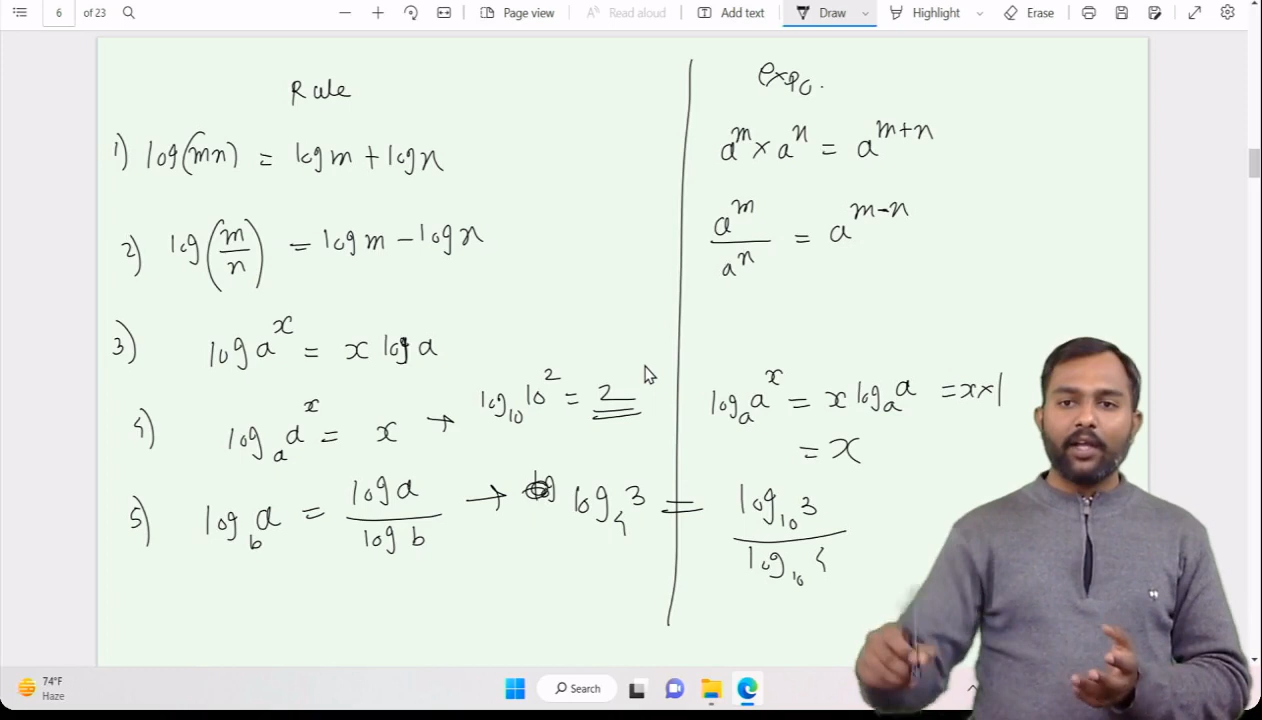 6 of 23 Page view Read aloud Add text Draw Highlight Erase
Rule
expo.
1) log(mn) = log m + log n
a^m × a^n = a^{m+n}
2) log(m/n) = log m - log n
a^m/a^n = a^{m-n}
3) log a^x = x log a
4) log_a a^x = x → log_10 10^2 = 2
log_a a^x = x log_a a = x×1
= x
5) log_b a = log a/log b → log_4 3 = log_10 3/log_10 4
74°F
Haze
Search